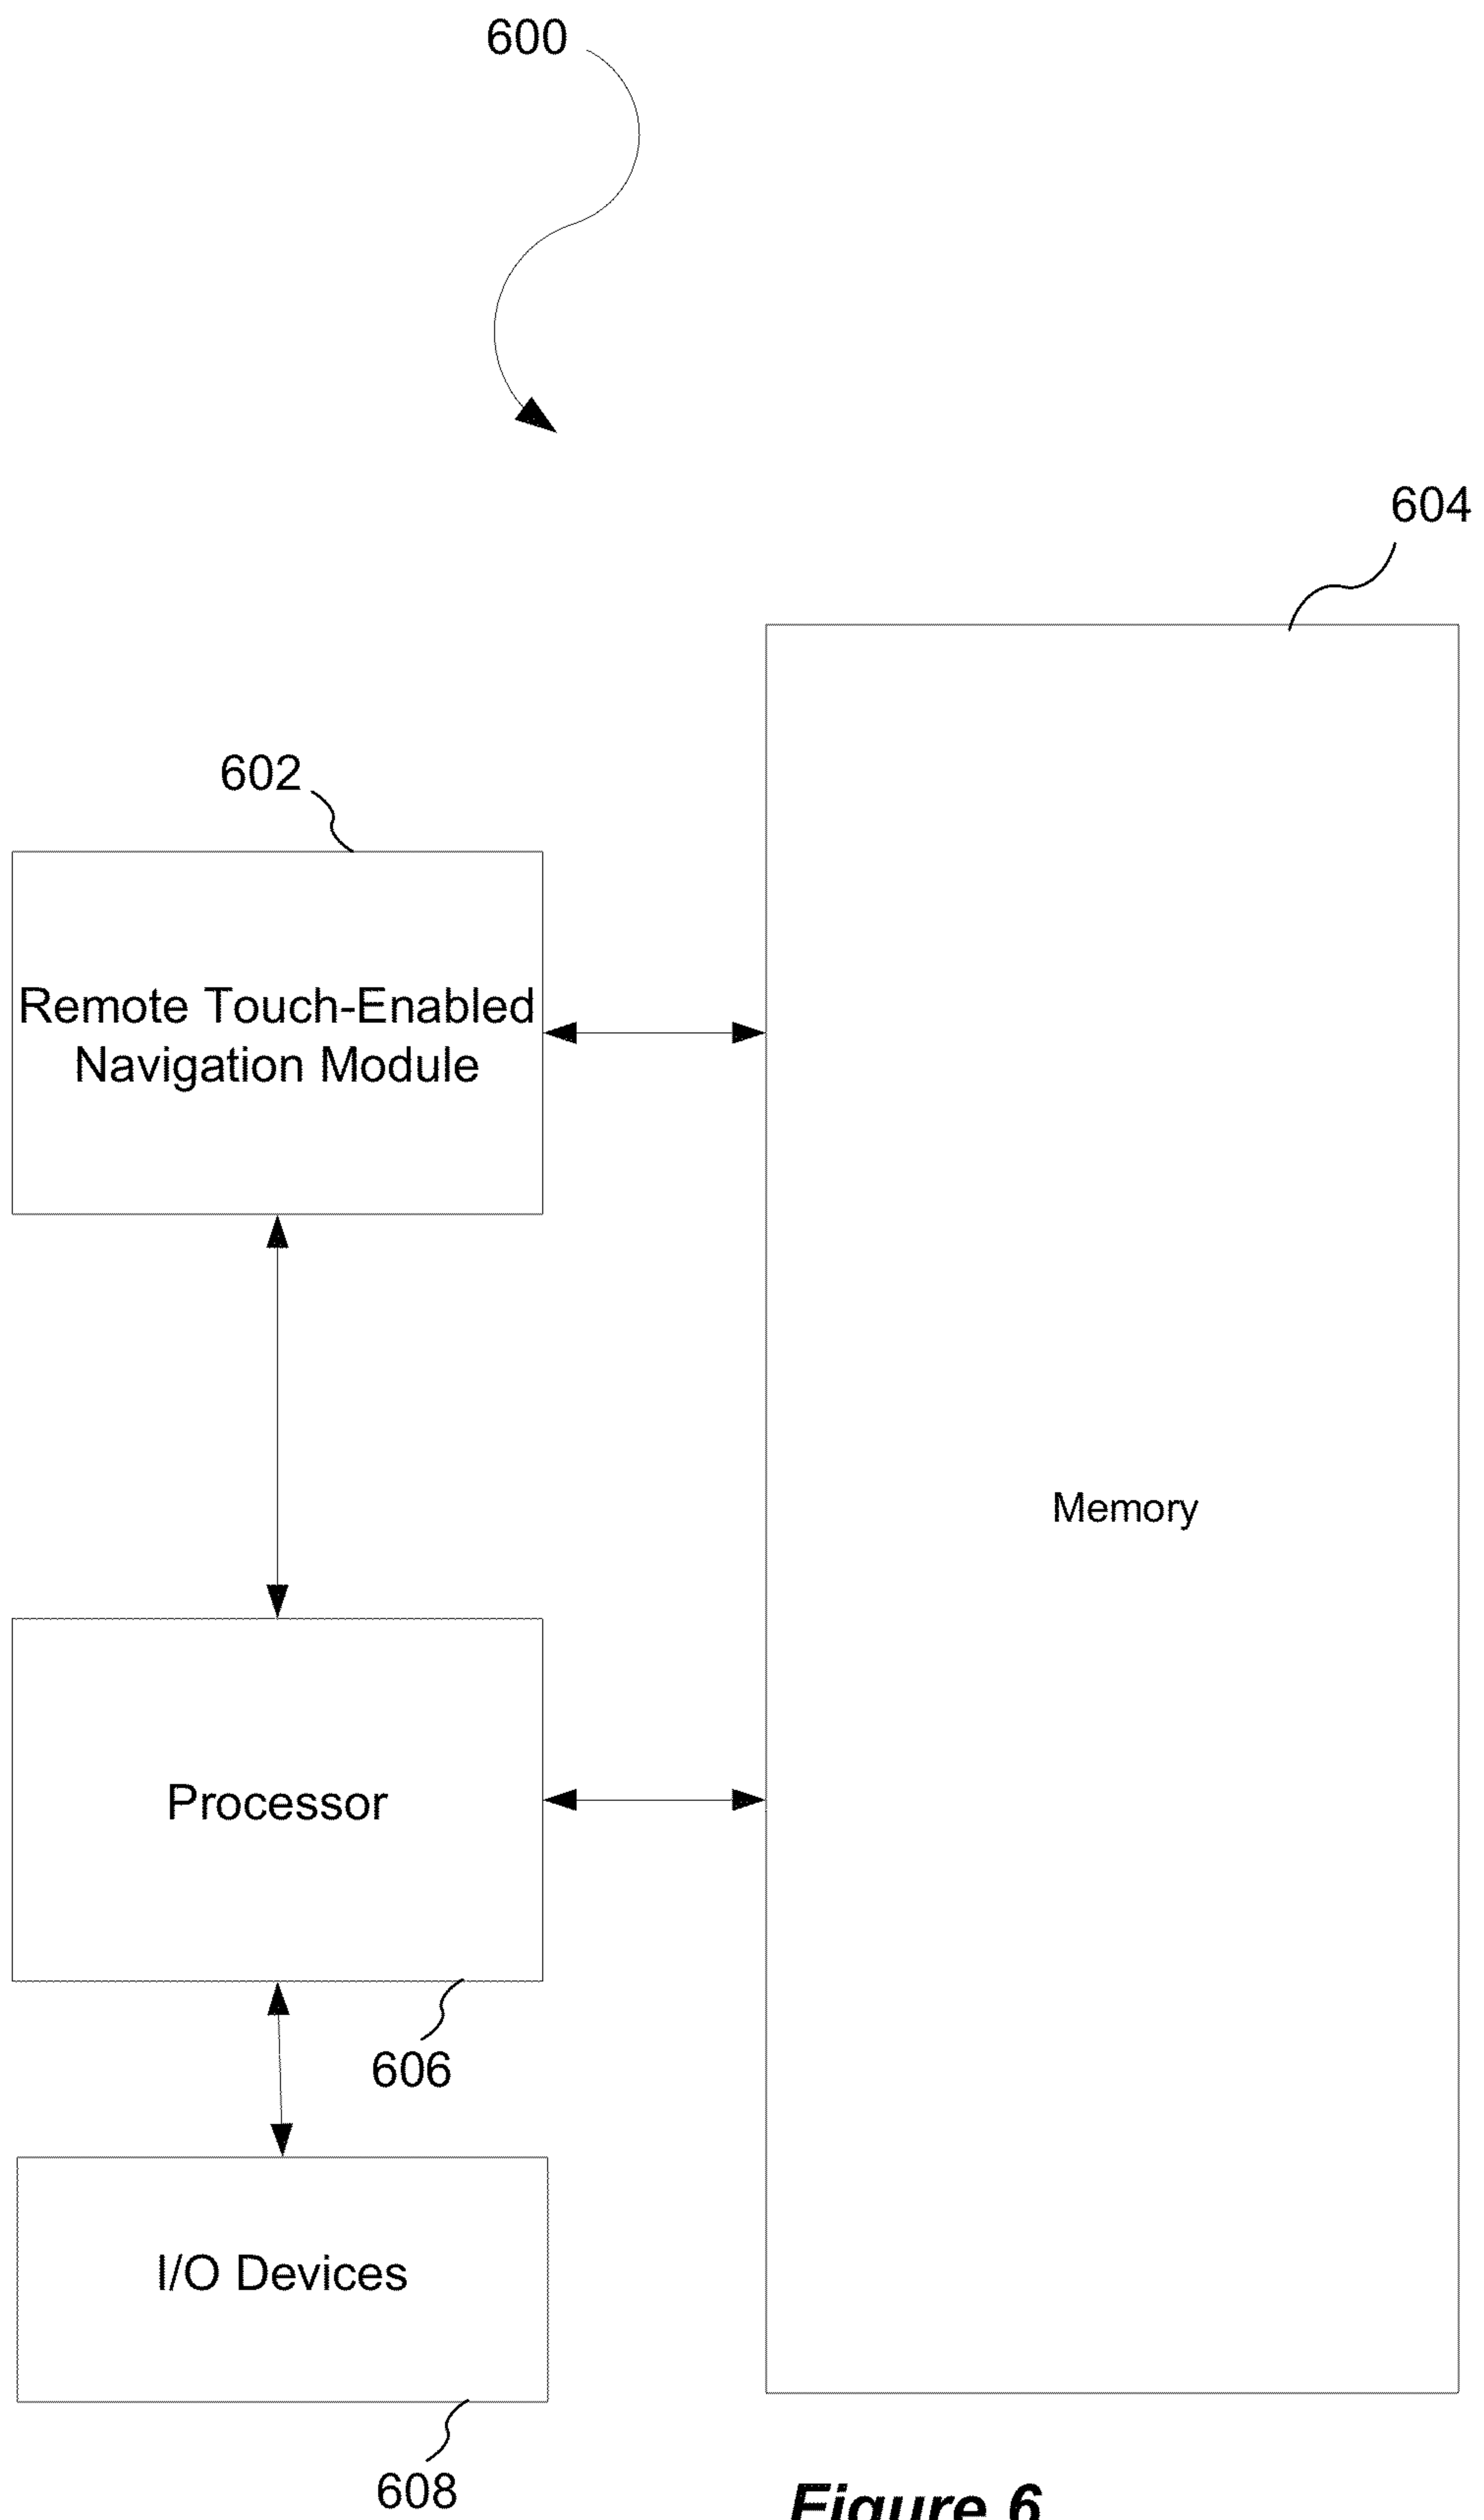 600
604
602
Remote Touch-Enabled
Navigation Module
Memory
Processor
606
I/O Devices
608
Figure 6